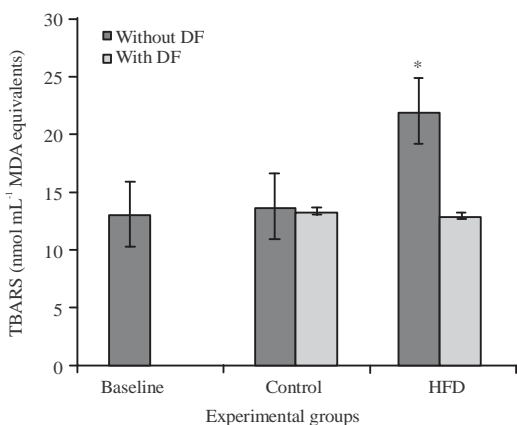 30
25
20
15
10
5
0
TBARS (nmol mL⁻¹ MDA equivalents)
Without DF
With DF
*
Baseline Control HFD
Experimental groups